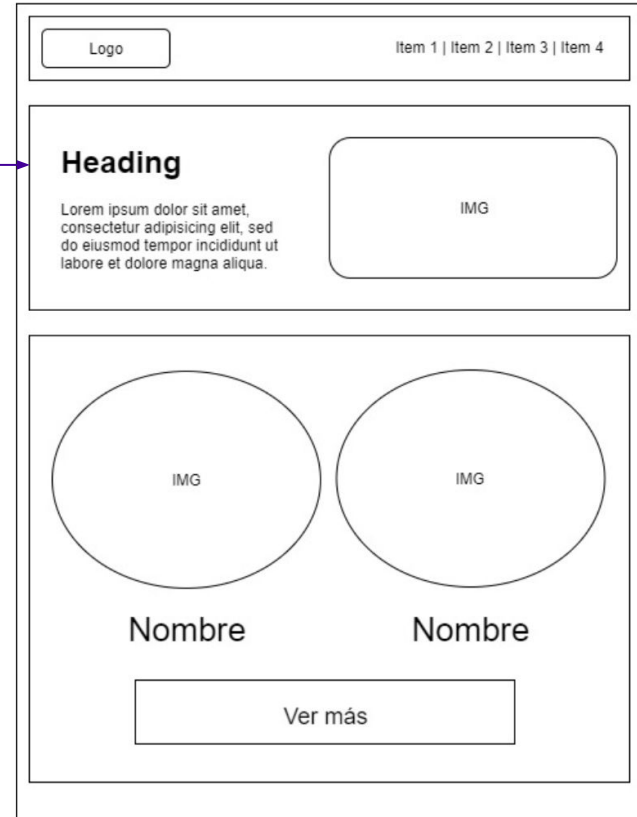 Logo
Item 1 | Item 2 | Item 3 | Item 4
Heading
Lorem ipsum dolor sit amet,
consectetur adipisicing elit, sed
do eiusmod tempor incididunt ut
labore et dolore magna aliqua.
IMG
IMG
IMG
Nombre
Nombre
Ver más